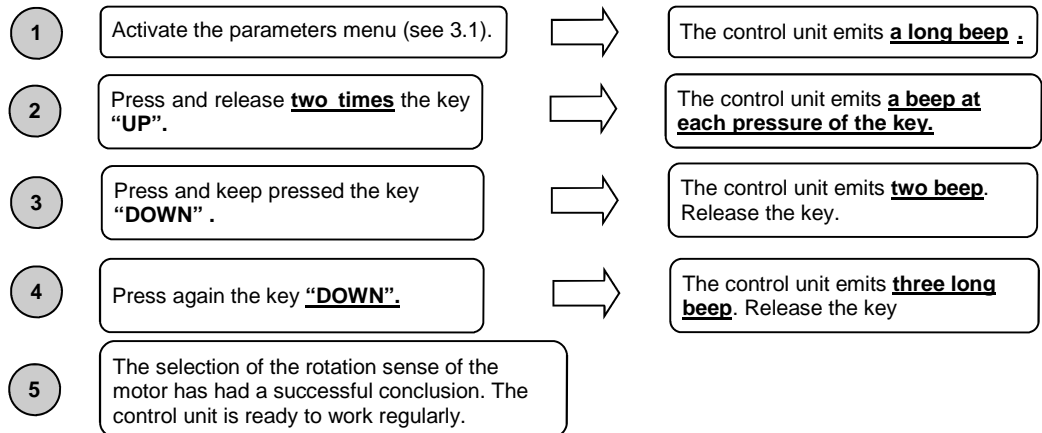 1
Activate the parameters menu (see 3.1).
The control unit emits a long beep .
2
Press and release two times the key
“UP”.
The control unit emits a beep at
each pressure of the key.
3
Press and keep pressed the key
“DOWN” .
The control unit emits two beep.
Release the key.
4
Press again the key “DOWN”.
The control unit emits three long
beep. Release the key
5
The selection of the rotation sense of the
motor has had a successful conclusion. The
control unit is ready to work regularly.